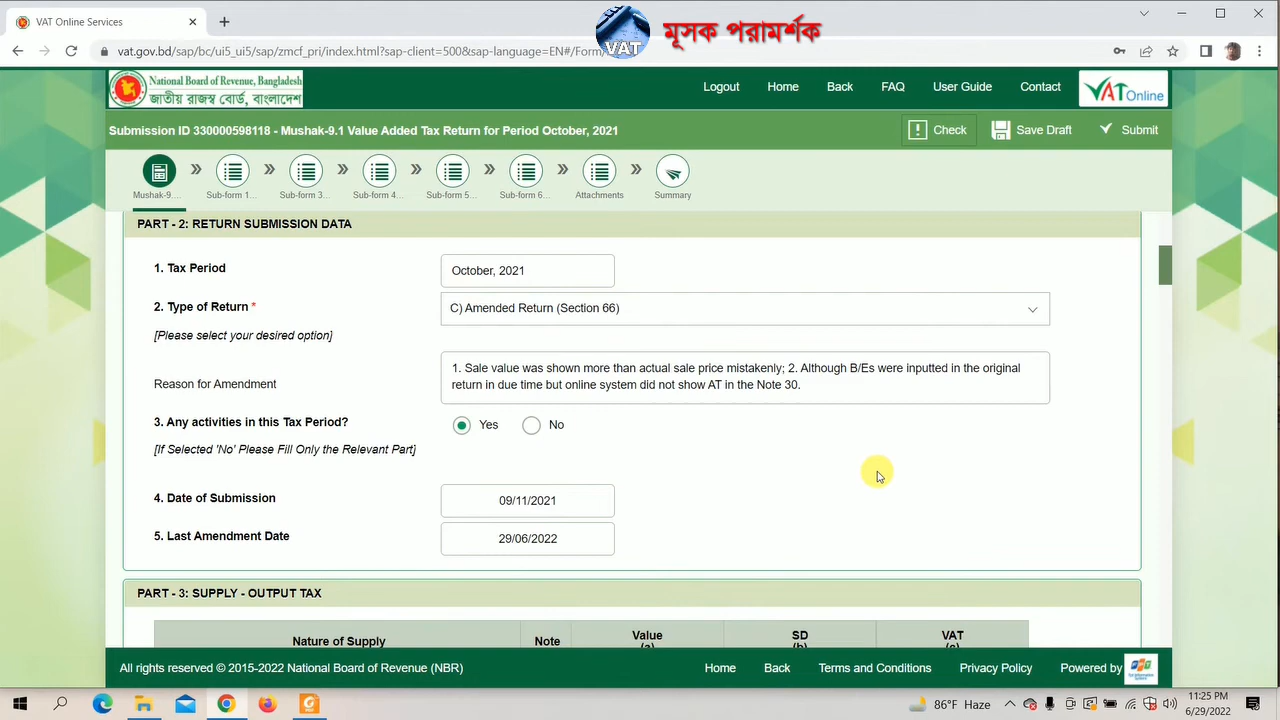 VAT Online Services
VAT
মূসক পরামর্শক
vat.gov.bd/sap/bc/ui5_ui5/sap/zmcf_pri/index.html?sap-client=500&sap-language=EN#/Form/
National Board of Revenue, Bangladesh
জাতীয় রাজস্ব বোর্ড, বাংলাদেশ
Logout Home Back FAQ User Guide Contact
VAT Online
Submission ID 330000598118 - Mushak-9.1 Value Added Tax Return for Period October, 2021
Check Save Draft Submit
Mushak-9.... Sub-form 1... Sub-form 3... Sub-form 4... Sub-form 5... Sub-form 6... Attachments Summary
PART - 2: RETURN SUBMISSION DATA
1. Tax Period
October, 2021
2. Type of Return *
C) Amended Return (Section 66)
[Please select your desired option]
Reason for Amendment
1. Sale value was shown more than actual sale price mistakenly; 2. Although B/Es were inputted in the original
return in due time but online system did not show AT in the Note 30.
3. Any activities in this Tax Period?
Yes No
[If Selected 'No' Please Fill Only the Relevant Part]
4. Date of Submission
09/11/2021
5. Last Amendment Date
29/06/2022
PART - 3: SUPPLY - OUTPUT TAX
Nature of Supply Note Value SD VAT
All rights reserved © 2015-2022 National Board of Revenue (NBR)
Home Back Terms and Conditions Privacy Policy Powered by
86°F Haze
11:25 PM
6/29/2022